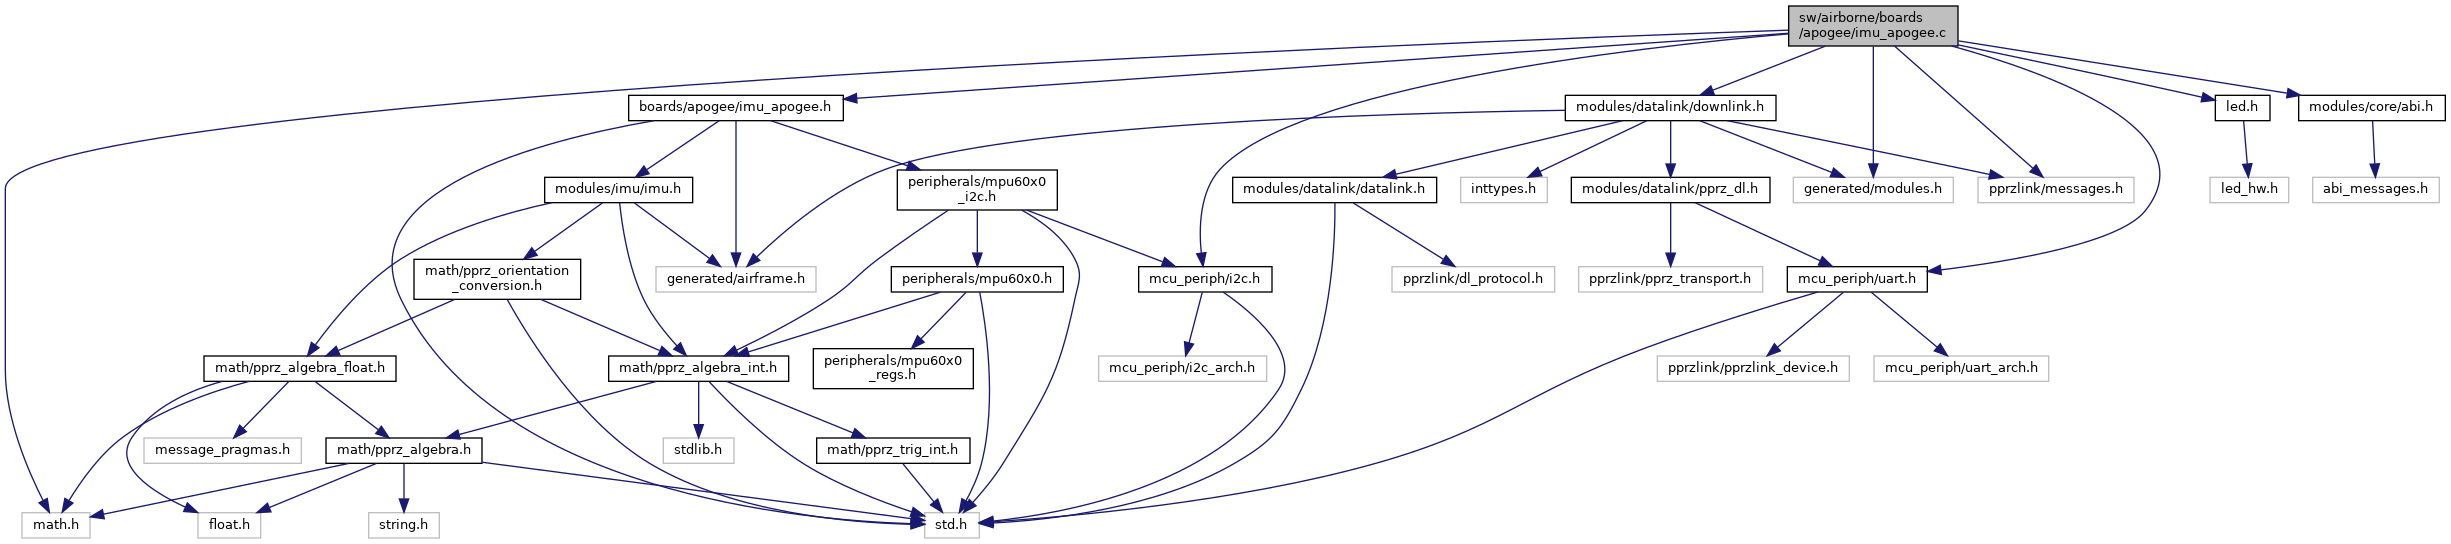 sw/airborne/boards
/apogee/imu_apogee.c
boards/apogee/imu_apogee.h
modules/datalink/downlink.h
led.h
modules/core/abi.h
modules/imu/imu.h
peripherals/mpu60x0
_i2c.h
modules/datalink/datalink.h
inttypes.h
modules/datalink/pprz_dl.h
generated/modules.h
pprzlink/messages.h
led_hw.h
abi_messages.h
math/pprz_orientation
_conversion.h
generated/airframe.h
peripherals/mpu60x0.h
mcu_periph/i2c.h
pprzlink/dl_protocol.h
pprzlink/pprz_transport.h
mcu_periph/uart.h
math/pprz_algebra_float.h
math/pprz_algebra_int.h
peripherals/mpu60x0
_regs.h
mcu_periph/i2c_arch.h
pprzlink/pprzlink_device.h
mcu_periph/uart_arch.h
message_pragmas.h
math/pprz_algebra.h
stdlib.h
math/pprz_trig_int.h
math.h
float.h
string.h
std.h